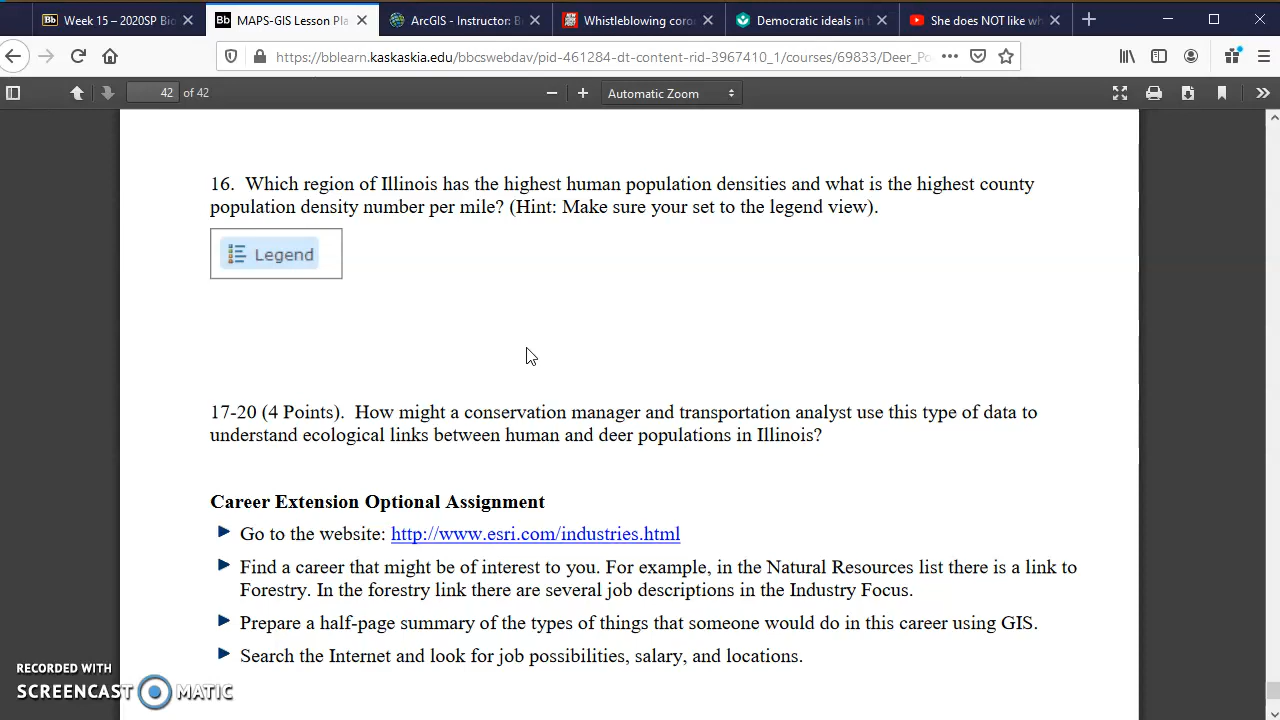 Week 15 – 2020SP Bio
MAPS-GIS Lesson Pla
ArcGIS - Instructor: B
Whistleblowing coro
Democratic ideals in
She does NOT like wh
https://bblearn.kaskaskia.edu/bbcswebdav/pid-461284-dt-content-rid-3967410_1/courses/69833/Deer_Po
42 of 42
Automatic Zoom
16. Which region of Illinois has the highest human population densities and what is the highest county
population density number per mile? (Hint: Make sure your set to the legend view).
Legend
17-20 (4 Points). How might a conservation manager and transportation analyst use this type of data to
understand ecological links between human and deer populations in Illinois?
Career Extension Optional Assignment
Go to the website: http://www.esri.com/industries.html
Find a career that might be of interest to you. For example, in the Natural Resources list there is a link to
Forestry. In the forestry link there are several job descriptions in the Industry Focus.
Prepare a half-page summary of the types of things that someone would do in this career using GIS.
Search the Internet and look for job possibilities, salary, and locations.
RECORDED WITH
SCREENCAST MATIC